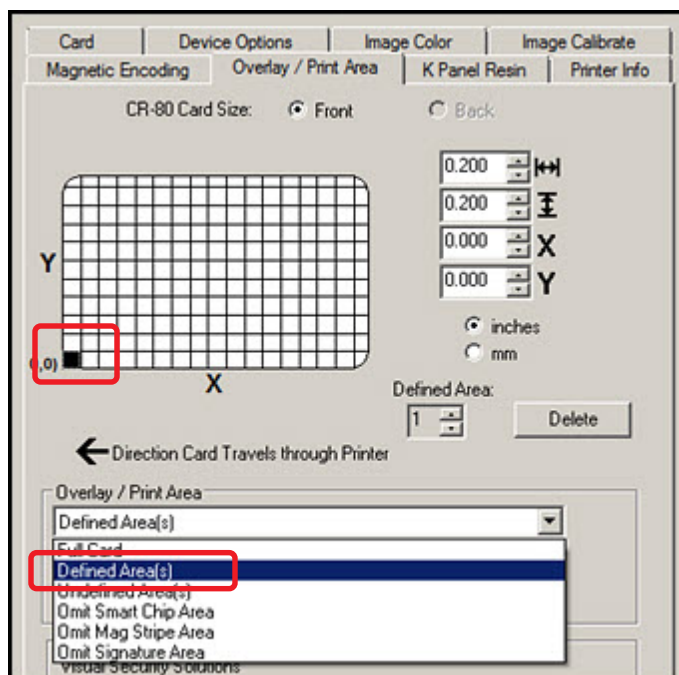 Card Device Options Image Color Image Calibrate
Magnetic Encoding Overlay / Print Area K Panel Resin Printer Info
CR-80 Card Size: Front Back
0.200
0.200
Y 0.000 X
0.000 Y
inches
,0) mm
X
Defined Area:
1 Delete
Direction Card Travels through Printer
Overlay / Print Area
Defined Area(s)
Full Card
Defined Area(s)
Undefined Area(s)
Omit Smart Chip Area
Omit Mag Stripe Area
Omit Signature Area
Visual Security Solutions